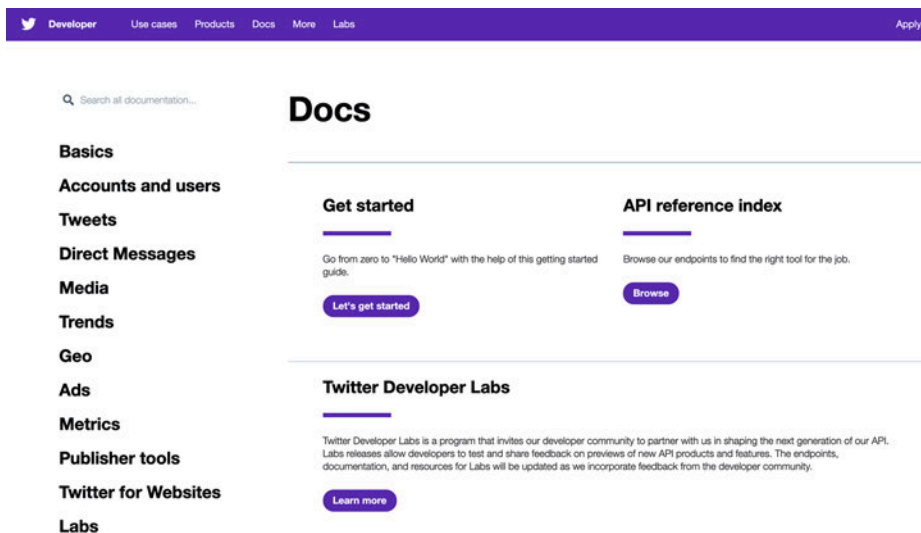 Developer Use cases Products Docs More Labs Apply
Search all documentation...
Docs
Basics
Accounts and users
Tweets
Direct Messages
Media
Trends
Geo
Ads
Metrics
Publisher tools
Twitter for Websites
Labs
Get started
Go from zero to "Hello World" with the help of this getting started
guide.
Let's get started
API reference index
Browse our endpoints to find the right tool for the job.
Browse
Twitter Developer Labs
Twitter Developer Labs is a program that invites our developer community to partner with us in shaping the next generation of our API.
Labs releases allow developers to test and share feedback on previews of new API products and features. The endpoints,
documentation, and resources for Labs will be updated as we incorporate feedback from the developer community.
Learn more